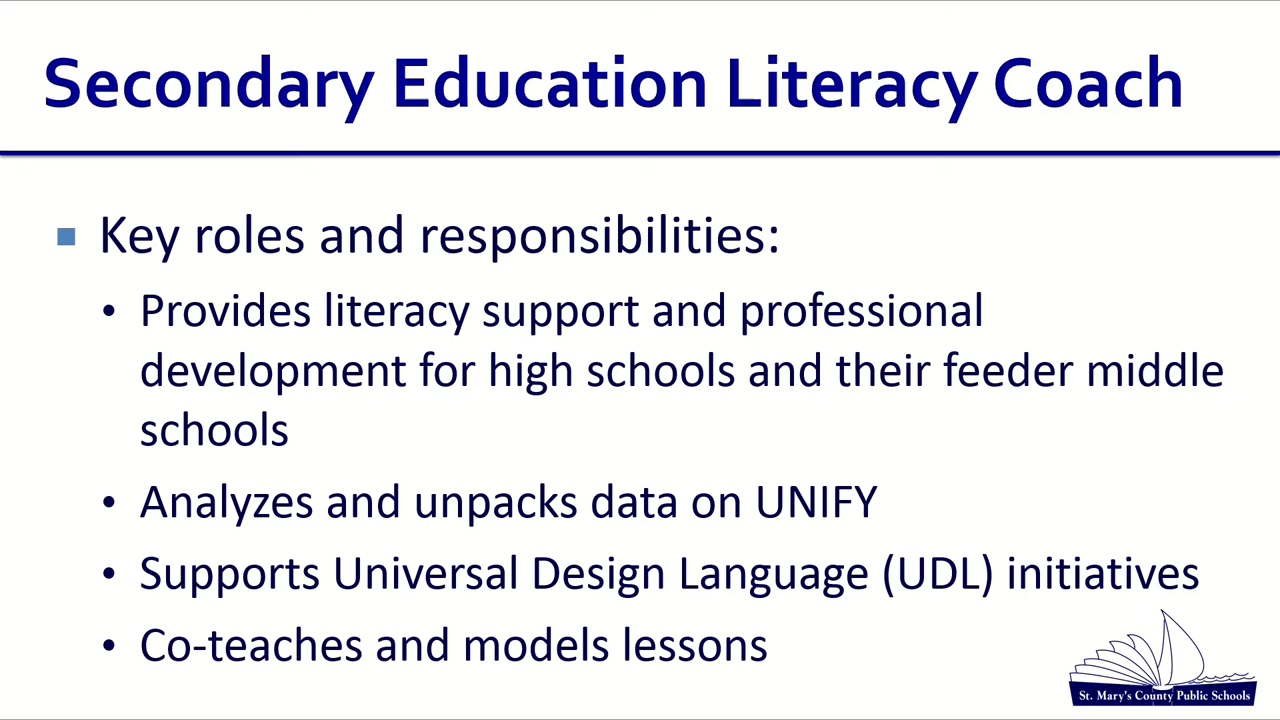 Secondary Education Literacy Coach
Key roles and responsibilities:
• Provides literacy support and professional
development for high schools and their feeder middle
schools
• Analyzes and unpacks data on UNIFY
• Supports Universal Design Language (UDL) initiatives
• Co-teaches and models lessons
St. Mary's County Public Schools